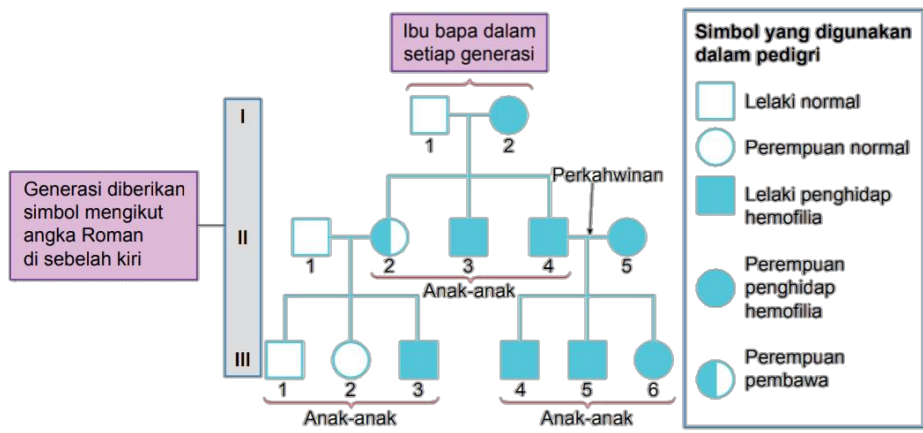 Ibu bapa dalam
setiap generasi
I
1
2
Perkahwinan
Generasi diberikan
simbol mengikut
angka Roman
di sebelah kiri
II
1
2
3
4
5
Anak-anak
III
1
2
3
4
5
6
Anak-anak
Anak-anak
Simbol yang digunakan
dalam pedigri
Lelaki normal
Perempuan normal
Lelaki penghidap
hemofilia
Perempuan
penghidap
hemofilia
Perempuan
pembawa